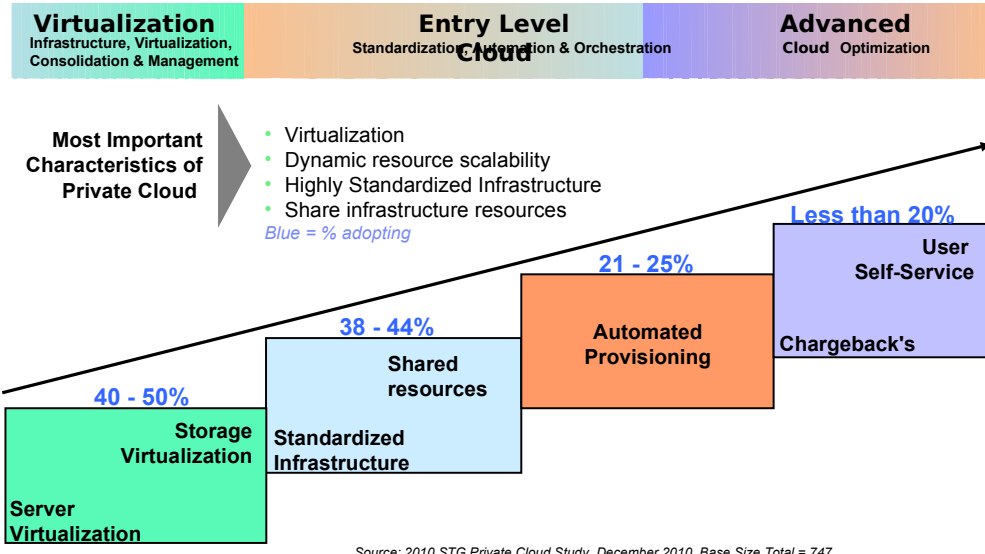 Virtualization
Infrastructure, Virtualization,
Consolidation & Management
Entry Level
Cloud
Standardization, Automation & Orchestration
Advanced
Cloud Optimization
Most Important
Characteristics of
Private Cloud
• Virtualization
• Dynamic resource scalability
• Highly Standardized Infrastructure
• Share infrastructure resources
Blue = % adopting
Less than 20%
User
Self-Service
Chargeback's
21 - 25%
Automated
Provisioning
38 - 44%
Shared
resources
Standardized
Infrastructure
40 - 50%
Storage
Virtualization
Server
Virtualization
Source: 2010 STG Private Cloud Study, December 2010, Base Size Total = 747